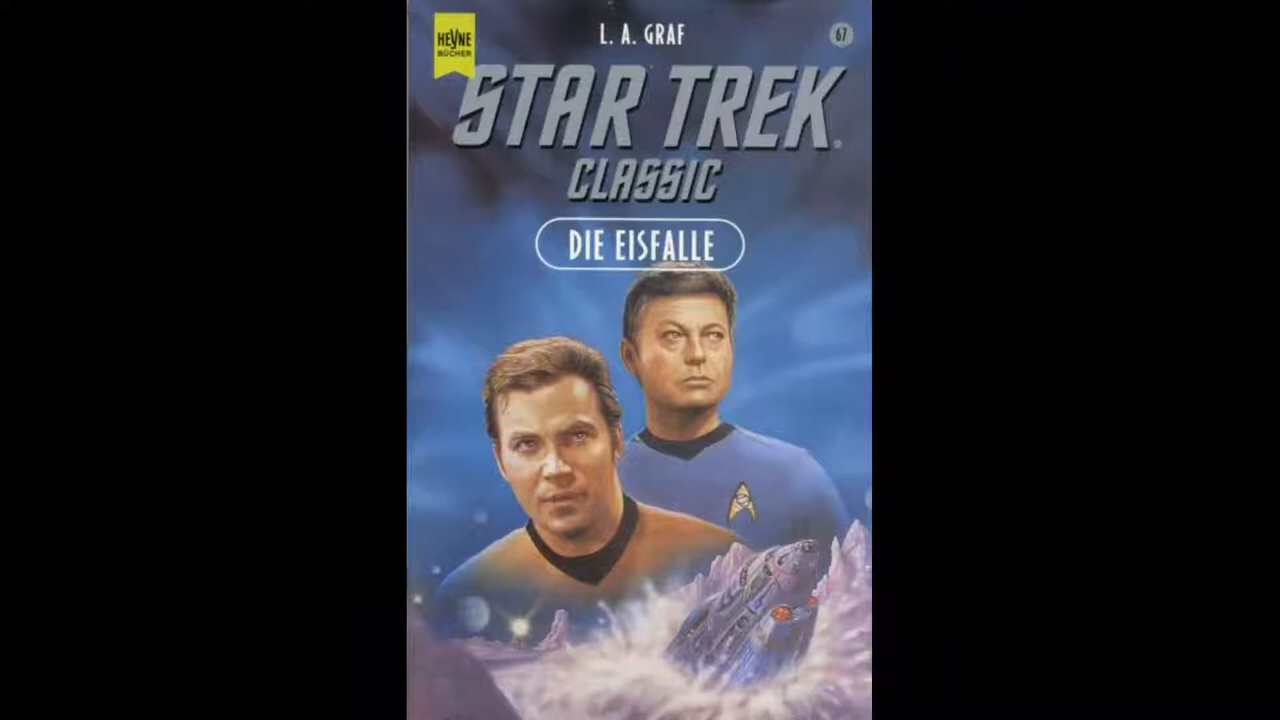 HEYNE
BÜCHER
L. A. GRAF
67
STAR TREK
CLASSIC
DIE EISFALLE